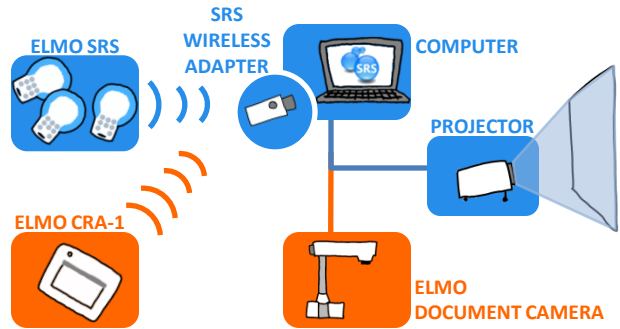 ELMO SRS
SRS
WIRELESS
ADAPTER
COMPUTER
SRS
PROJECTOR
ELMO CRA-1
ELMO
DOCUMENT CAMERA